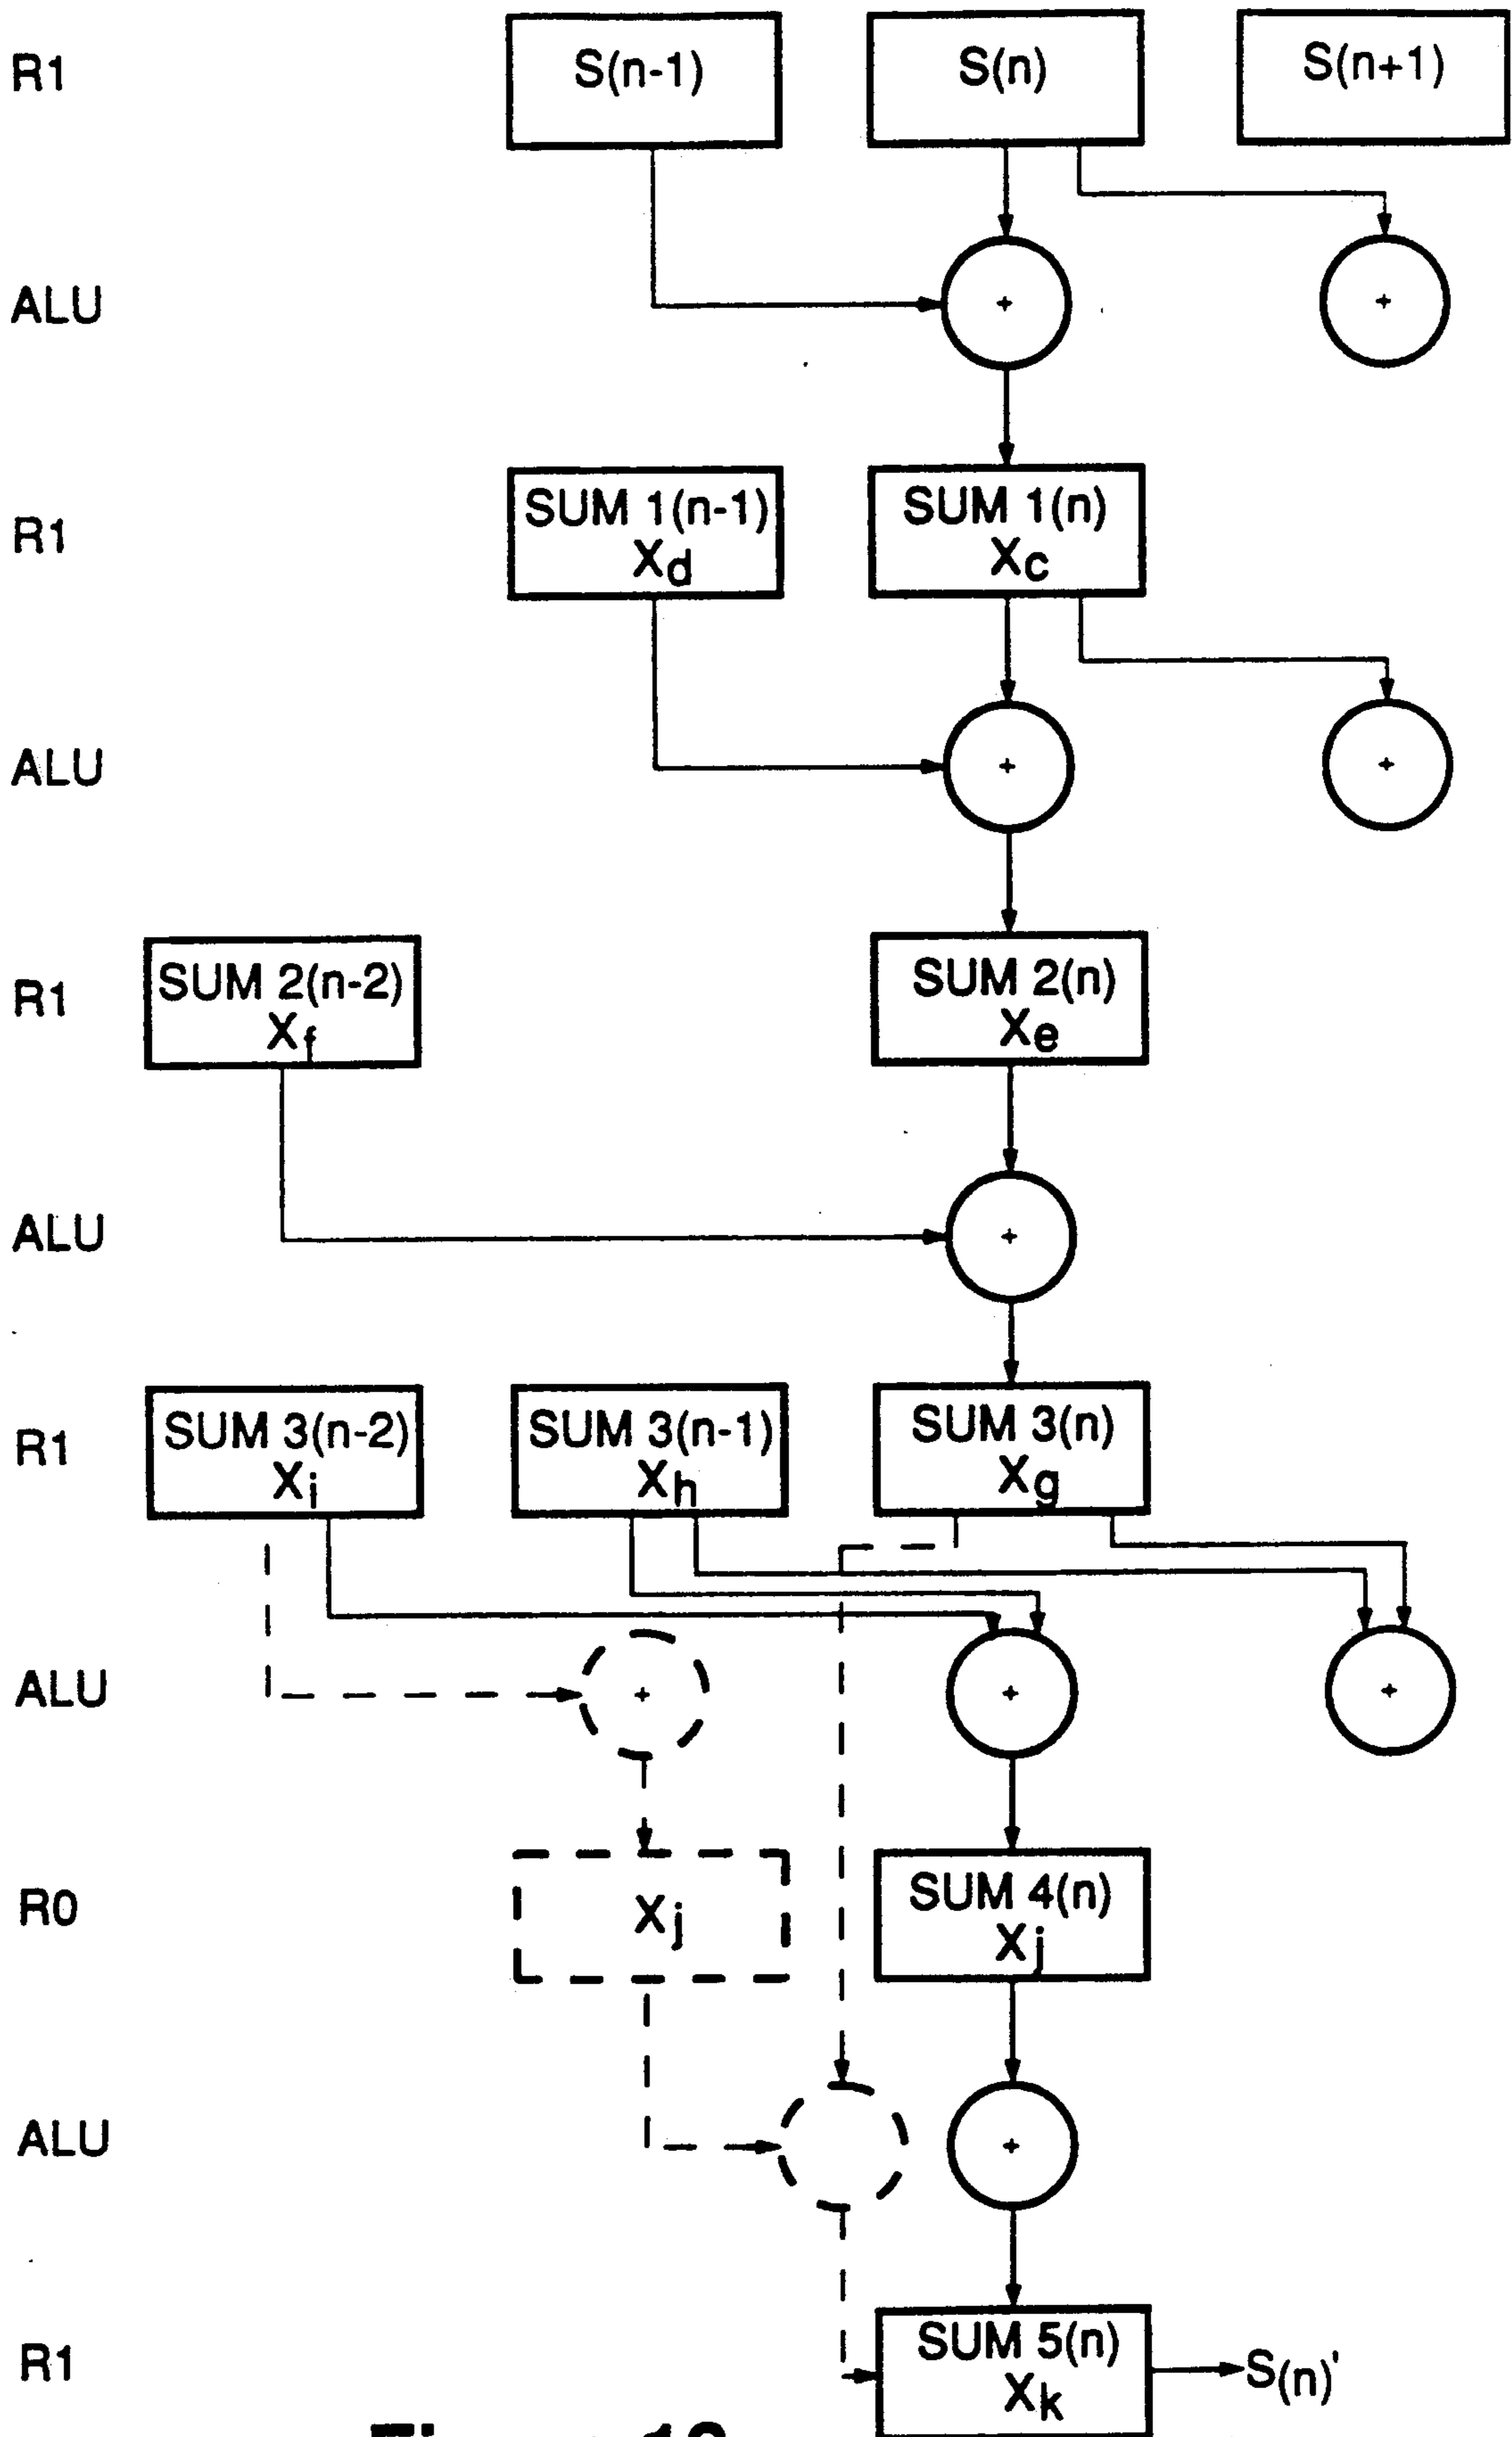 R1 S(n-1) S(n) S(n+1)
ALU + +
R1 SUM 1(n-1) SUM 1(n)
Xd Xc
ALU + +
R1 SUM 2(n-2) SUM 2(n)
Xf Xe
ALU +
R1 SUM 3(n-2) SUM 3(n-1) SUM 3(n)
Xi Xh Xg
ALU + + +
R0 Xj SUM 4(n)
Xj
ALU +
R1 SUM 5(n) S(n)'
Xk